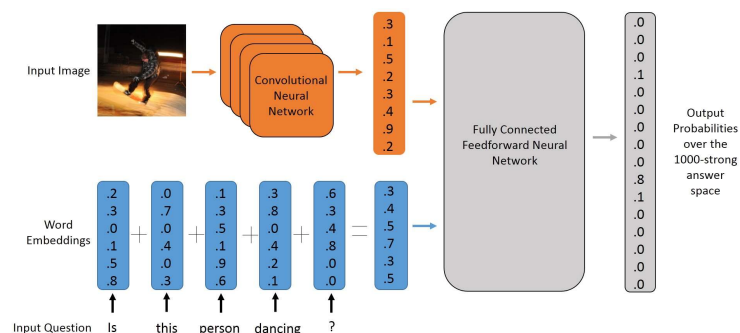 Input Image
Convolutional
Neural
Network
.3
.1
.5
.2
.3
.4
.9
.2
Fully Connected
Feedforward Neural
Network
.0
.0
.0
.1
.0
.0
.0
.0
.0
.8
.1
.0
.0
.0
.0
.0
Output
Probabilities
over the
1000-strong
answer
space
Word
Embeddings
.2 .0 .1 .3 .6 .3
.3 .7 .3 .8 .3 .4
.0 .0 .5 .0 .4 .5
+ + + + =
.1 .4 .1 .4 .8 .7
.5 .0 .9 .2 .0 .3
.8 .3 .6 .1 .0 .5
Input Question Is this person dancing ?